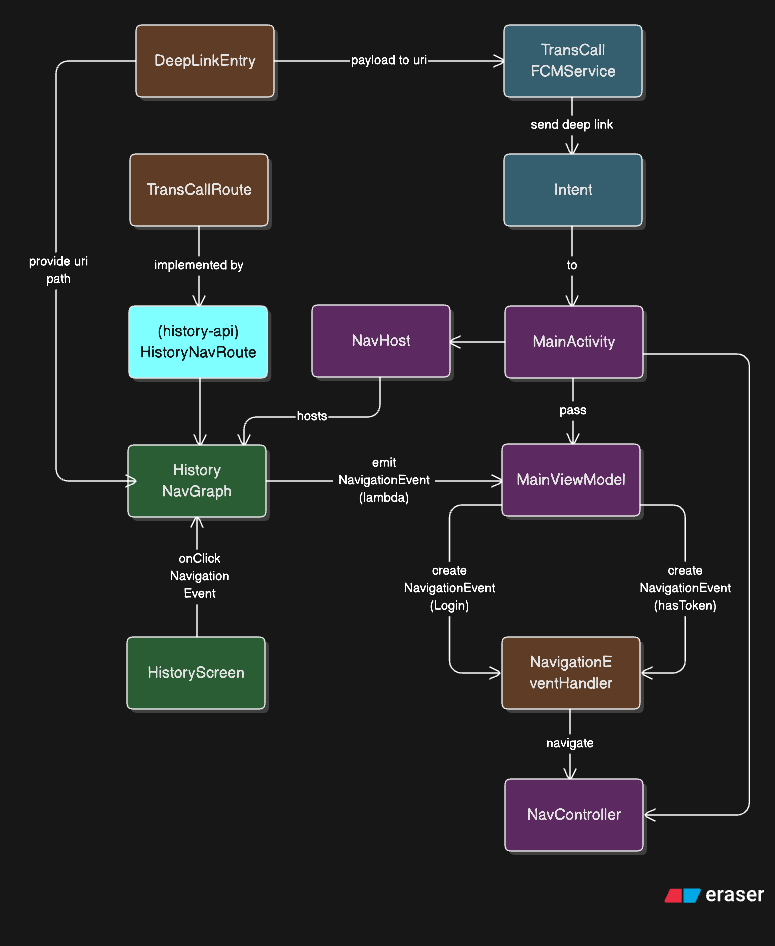 DeepLinkEntry
payload to uri
TransCall
FCMService
send deep link
TransCallRoute
Intent
provide uri
path
implemented by
to
(history-api)
HistoryNavRoute
NavHost
MainActivity
hosts
pass
History
NavGraph
emit
NavigationEvent
(lambda)
MainViewModel
onClick
Navigation
Event
create
NavigationEvent
(Login)
create
NavigationEvent
(hasToken)
HistoryScreen
NavigationE
ventHandler
navigate
NavController
eraser